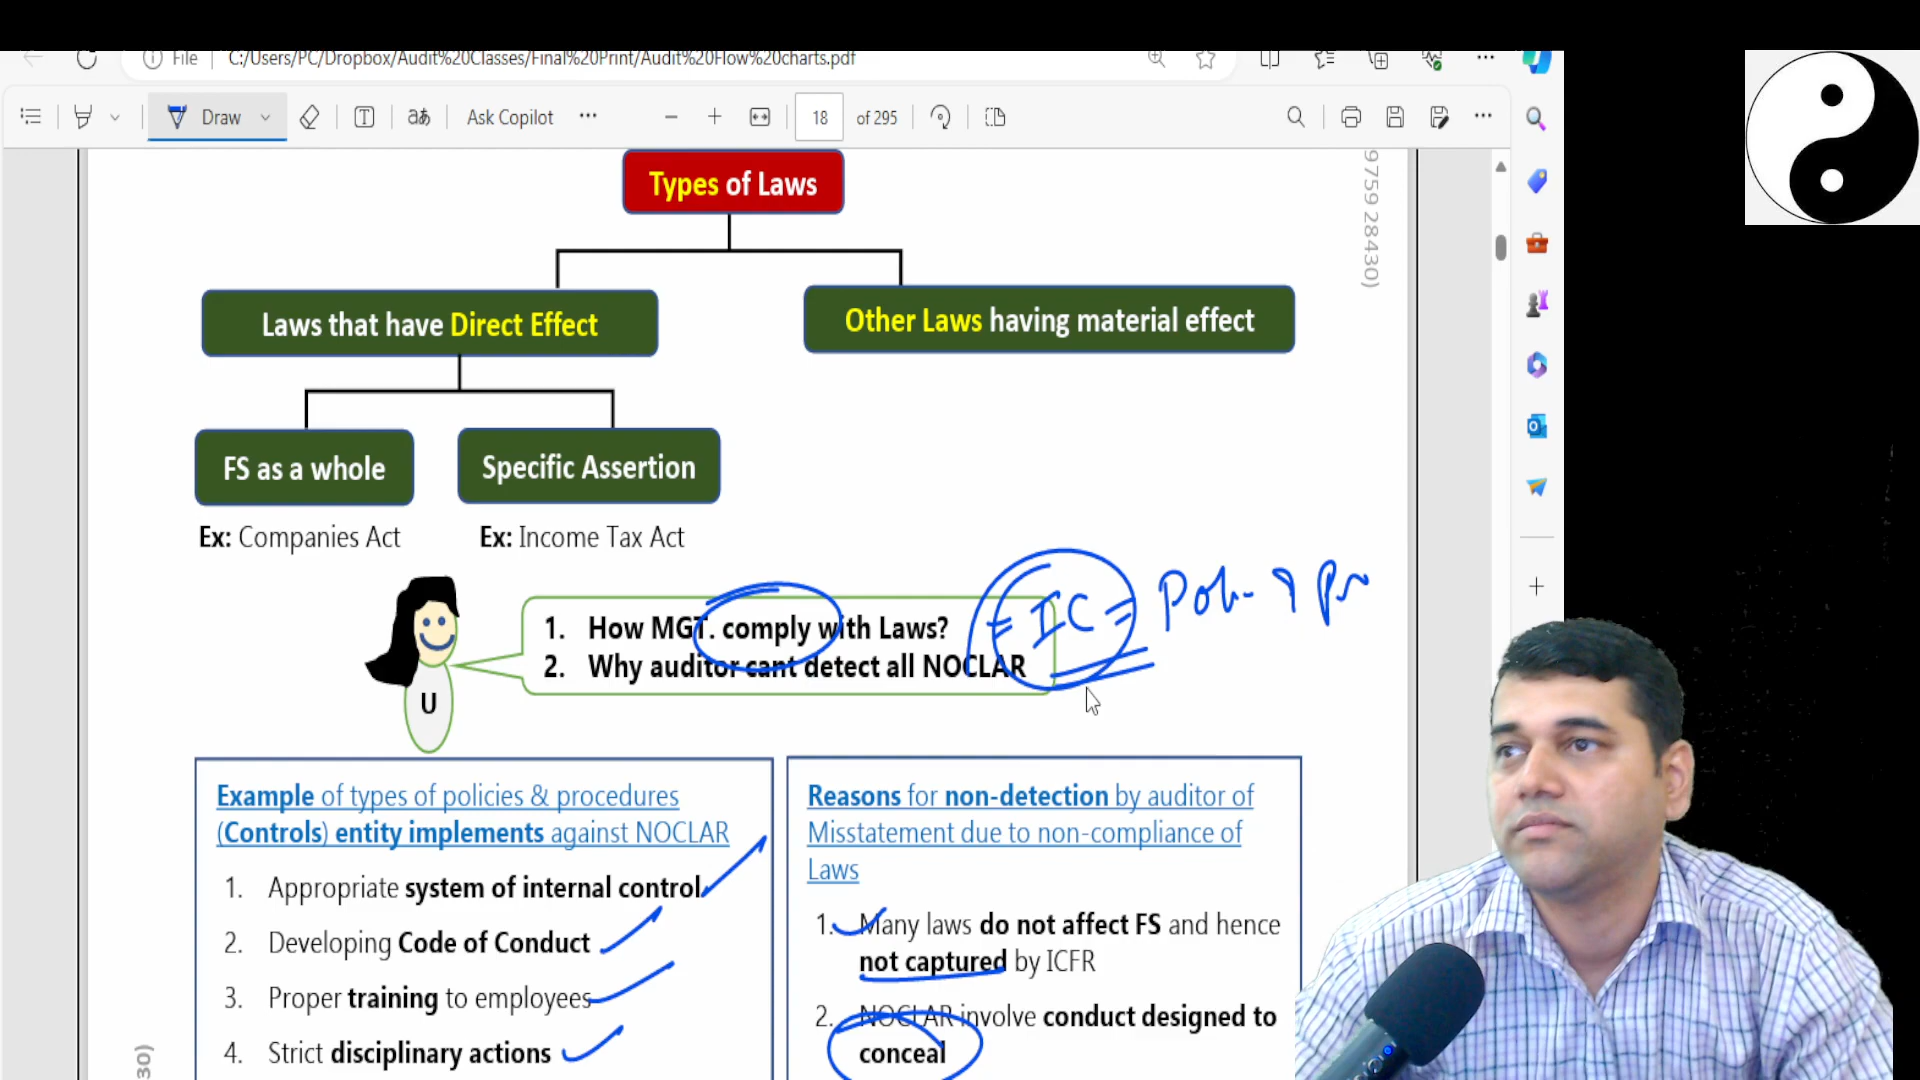 File C:/Users/PC/Dropbox/Audit%20Classes/Final%20Print/Audit%20Flow%20charts.pdf
Draw Ask Copilot 18 of 295
975928430)
Types of Laws
Laws that have Direct Effect
Other Laws having material effect
FS as a whole
Specific Assertion
Ex: Companies Act
Ex: Income Tax Act
= IC =
1. How MGT. comply with Laws?
2. Why auditor cant detect all NOCLAR
U
Example of types of policies & procedures
(Controls) entity implements against NOCLAR
1. Appropriate system of internal control
2. Developing Code of Conduct
3. Proper training to employees
4. Strict disciplinary actions
Reasons for non-detection by auditor of
Misstatement due to non-compliance of
Laws
1. Many laws do not affect FS and hence
not captured by ICFR
2. NOCLAR involve conduct designed to
conceal
30)